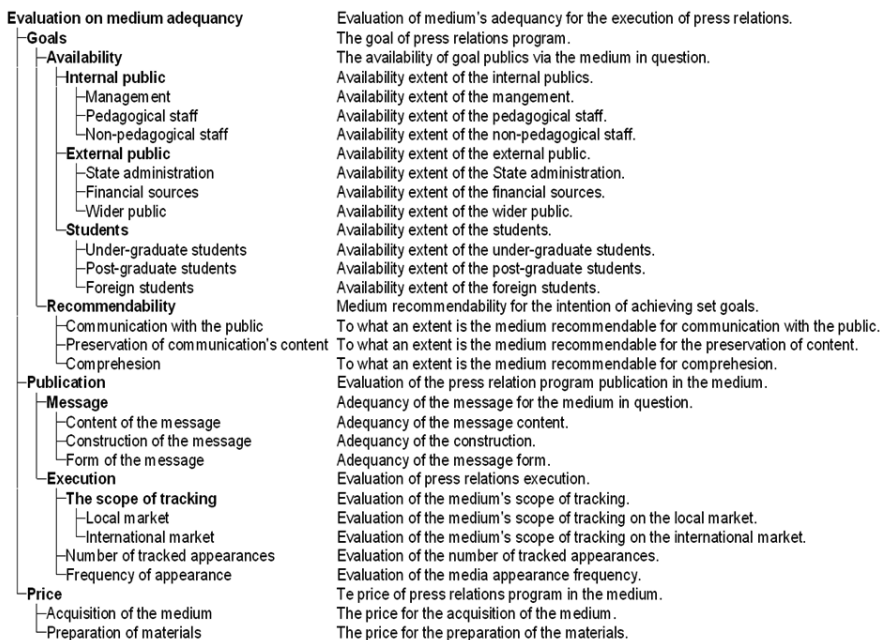 Evaluation on medium adequancy Evaluation of medium's adequancy for the execution of press relations.
Goals The goal of press relations program.
Availability The availability of goal publics via the medium in question.
Internal public Availability extent of the internal publics.
Management Availability extent of the mangement.
Pedagogical staff Availability extent of the pedagogical staff.
Non-pedagogical staff Availability extent of the non-pedagogical staff.
External public Availability extent of the external public.
State administration Availability extent of the State administration.
Financial sources Availability extent of the financial sources.
Wider public Availability extent of the wider public.
Students Availability extent of the students.
Under-graduate students Availability extent of the under-graduate students.
Post-graduate students Availability extent of the post-graduate students.
Foreign students Availability extent of the foreign students.
Recommendability Medium recommendability for the intention of achieving set goals.
Communication with the public To what an extent is the medium recommendable for communication with the public.
Preservation of communication's content To what an extent is the medium recommendable for the preservation of content.
Comprehesion To what an extent is the medium recommendable for comprehesion.
Publication Evaluation of the press relation program publication in the medium.
Message Adequancy of the message for the medium in question.
Content of the message Adequancy of the message content.
Construction of the message Adequancy of the construction.
Form of the message Adequancy of the message form.
Execution Evaluation of press relations execution.
The scope of tracking Evaluation of the medium's scope of tracking.
Local market Evaluation of the medium's scope of tracking on the local market.
International market Evaluation of the medium's scope of tracking on the international market.
Number of tracked appearances Evaluation of the number of tracked appearances.
Frequency of appearance Evaluation of the media appearance frequency.
Price Te price of press relations program in the medium.
Acquisition of the medium The price for the acquisition of the medium.
Preparation of materials The price for the preparation of the materials.